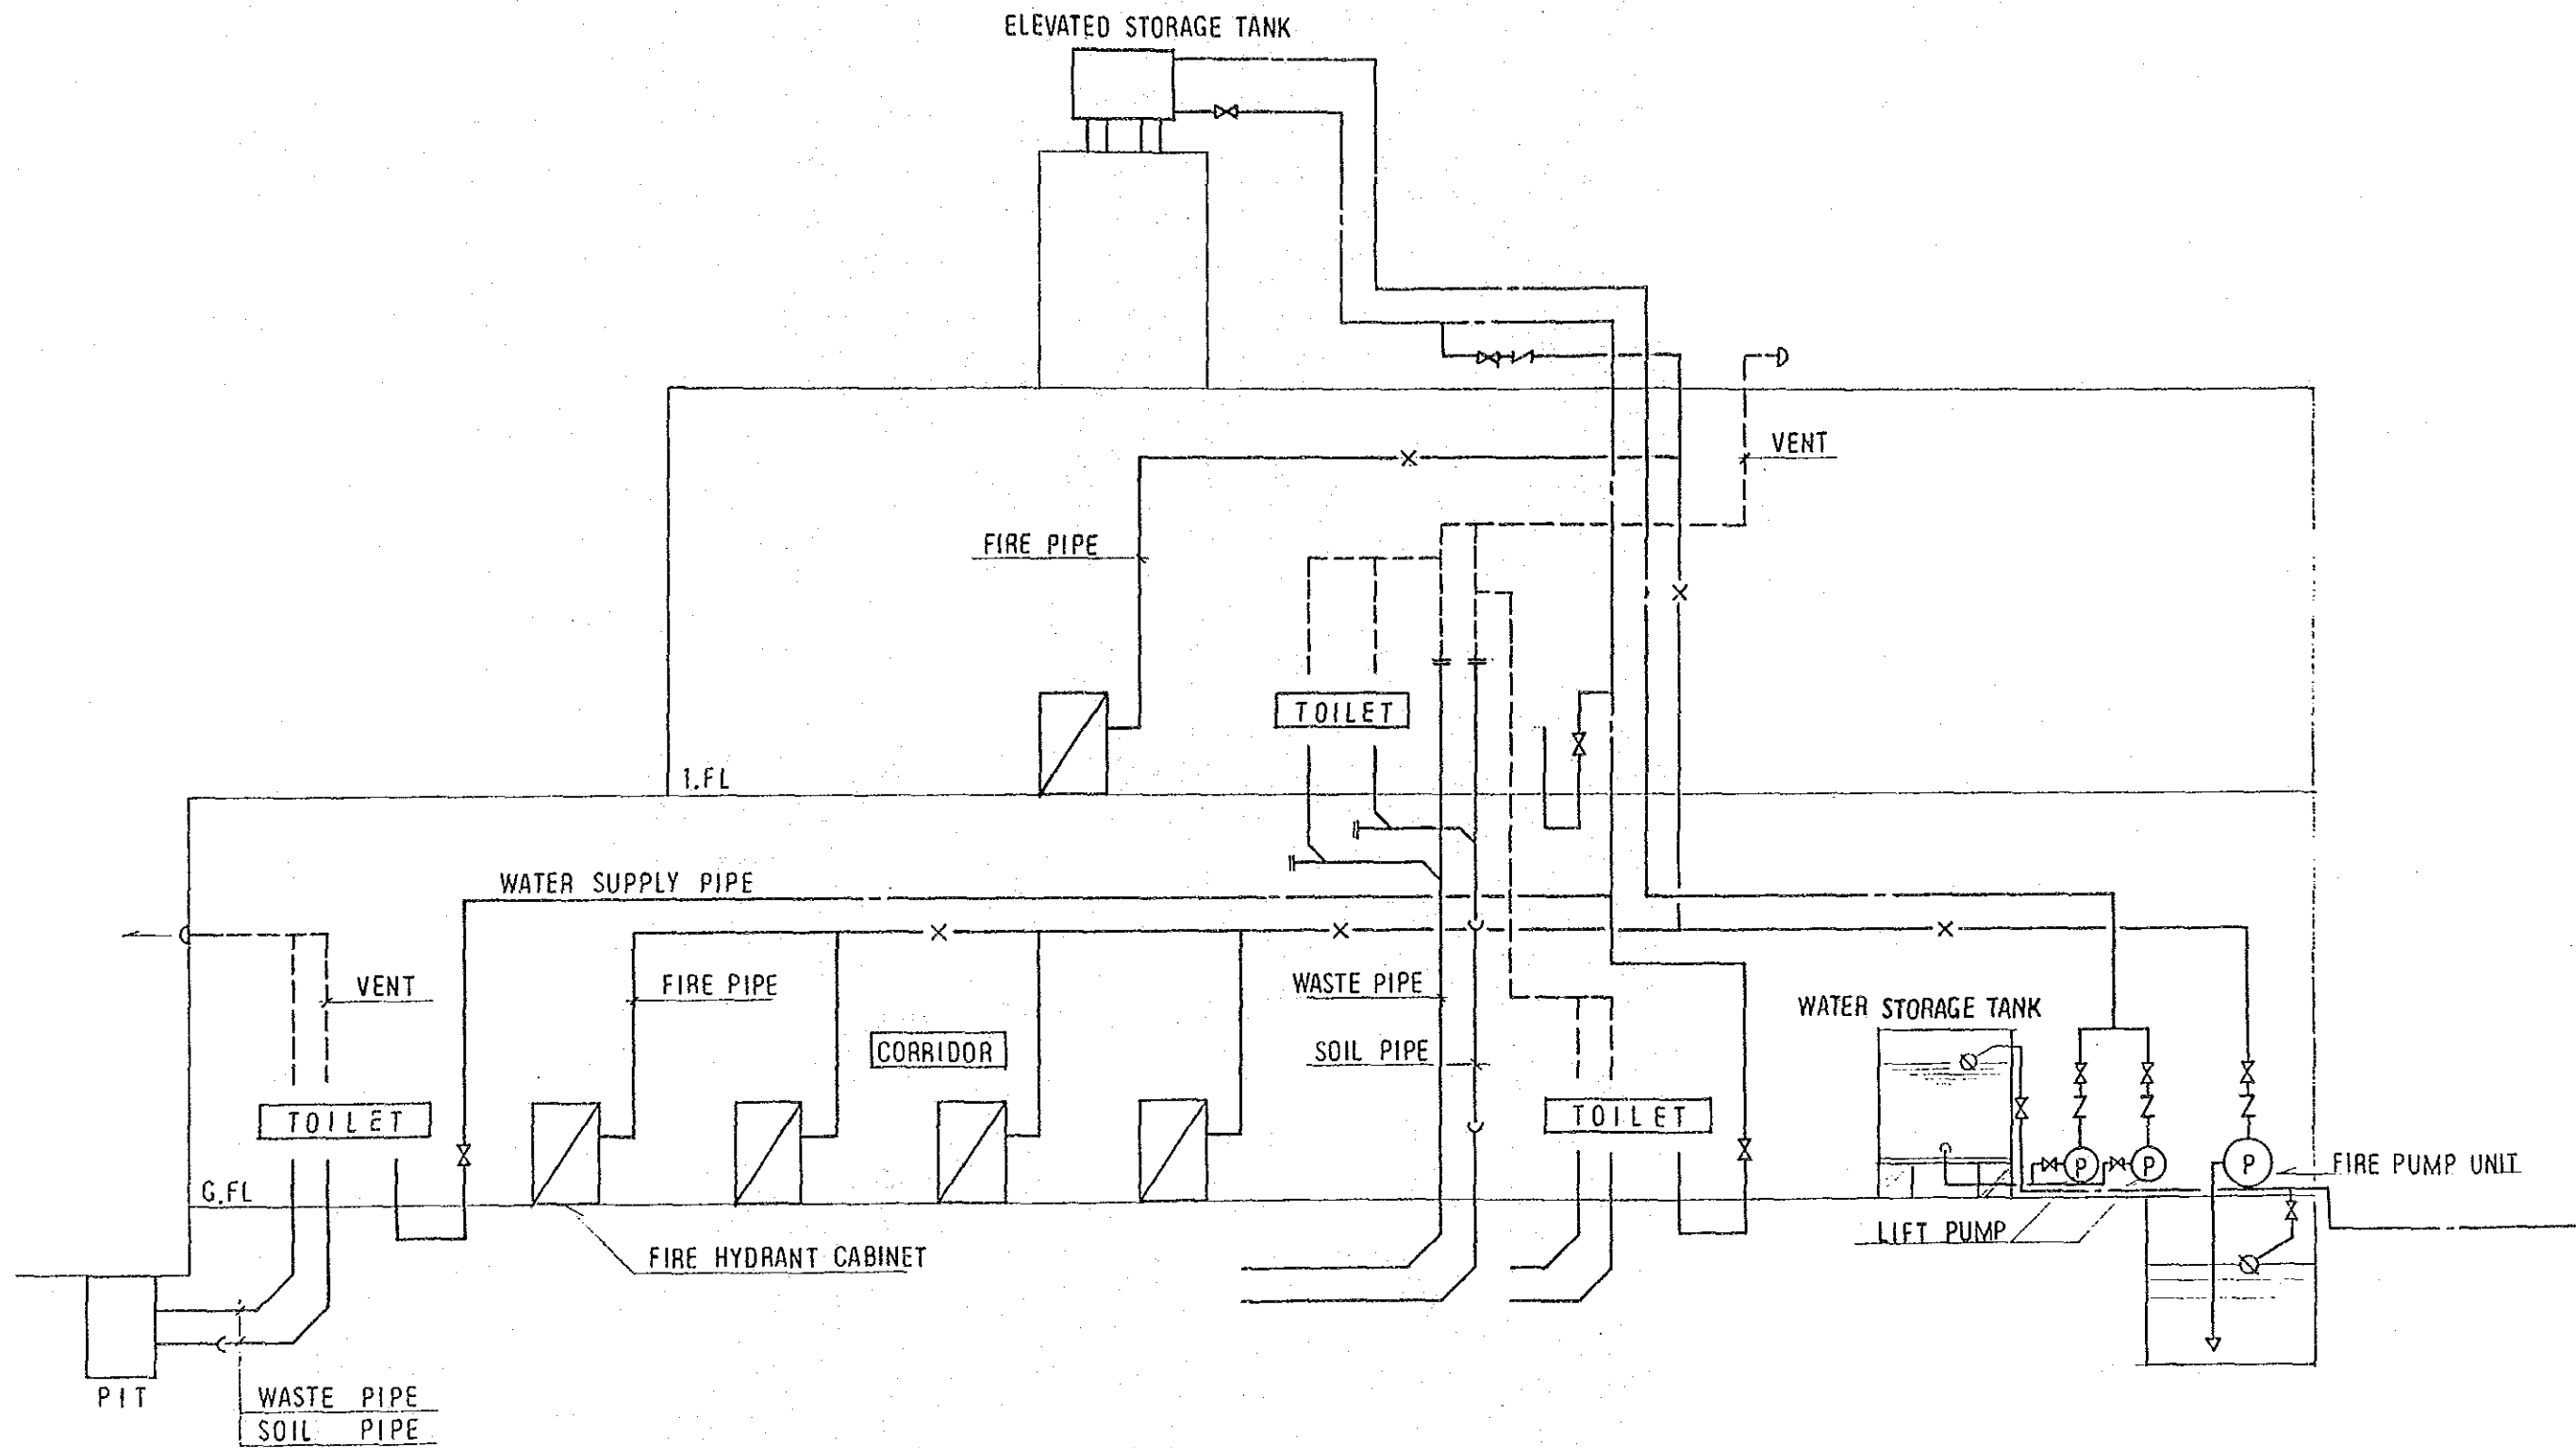 ELEVATED STORAGE TANK
VENT
FIRE PIPE
TOILET
1.FL
WATER SUPPLY PIPE
VENT
FIRE PIPE
WASTE PIPE
WATER STORAGE TANK
CORRIDOR
SOIL PIPE
TOILET
TOILET
P
P
P
FIRE PUMP UNIT
G.FL
LIFT PUMP
FIRE HYDRANT CABINET
PIT
WASTE PIPE
SOIL PIPE